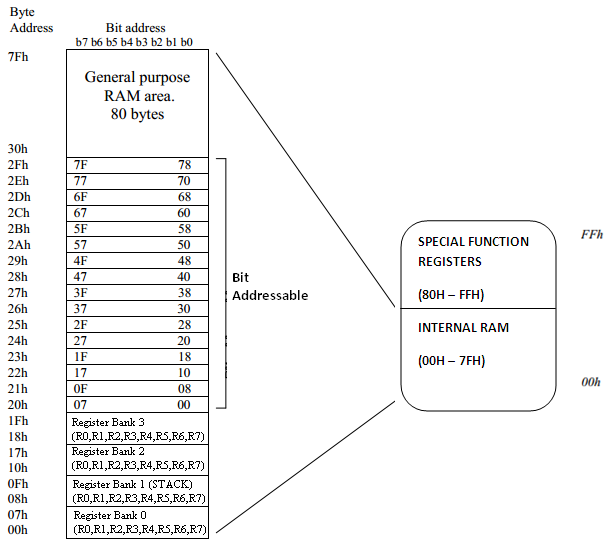 Byte
Address Bit address
b7 b6 b5 b4 b3 b2 b1 b0
7Fh
General purpose
RAM area.
80 bytes
30h
2Fh 7F 78
2Eh 77 70
2Dh 6F 68
2Ch 67 60
2Bh 5F 58
2Ah 57 50
29h 4F 48
28h 47 40
27h 3F 38
26h 37 30
25h 2F 28
24h 27 20
23h 1F 18
22h 17 10
21h 0F 08
20h 07 00
Bit
Addressable
1Fh Register Bank 3
18h (R0,R1,R2,R3,R4,R5,R6,R7)
17h Register Bank 2
10h (R0,R1,R2,R3,R4,R5,R6,R7)
0Fh Register Bank 1 (STACK)
08h (R0,R1,R2,R3,R4,R5,R6,R7)
07h Register Bank 0
00h (R0,R1,R2,R3,R4,R5,R6,R7)
SPECIAL FUNCTION
REGISTERS
(80H – FFH)
INTERNAL RAM
(00H – 7FH)
FFh
00h